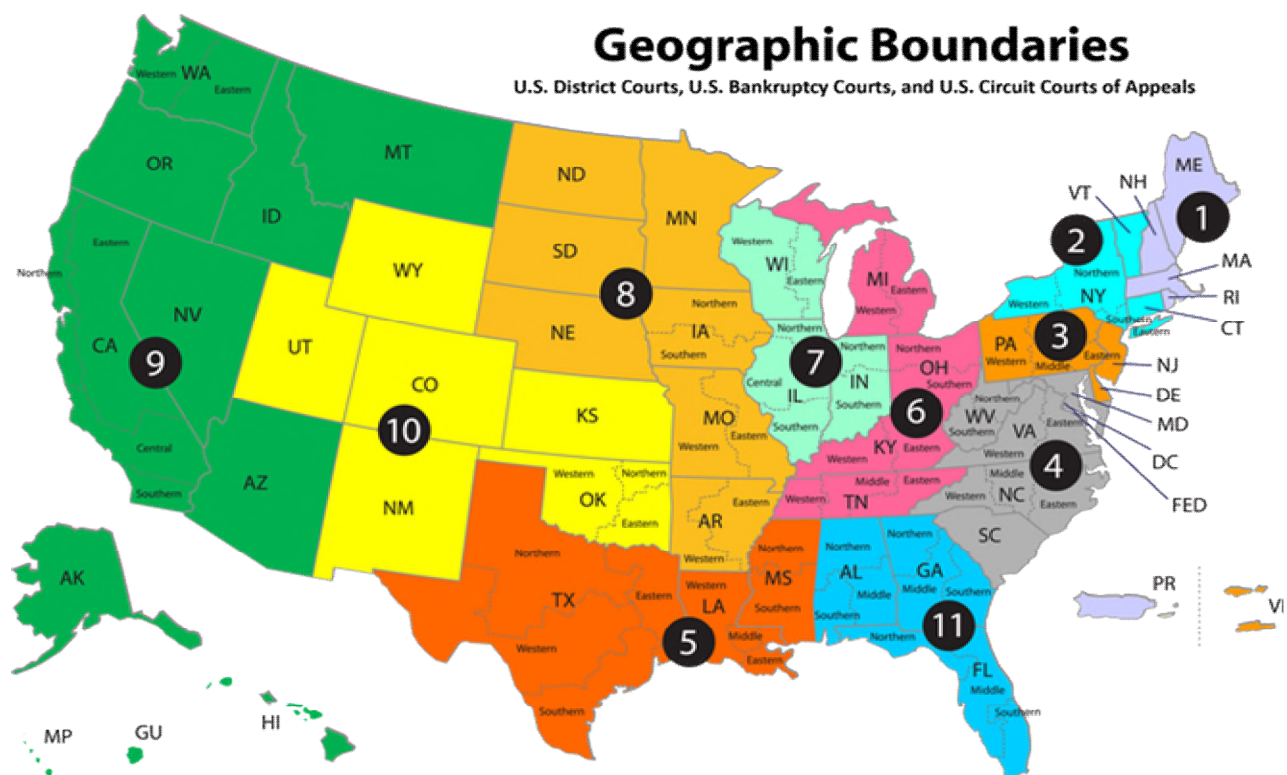 Geographic Boundaries
U.S. District Courts, U.S. Bankruptcy Courts, and U.S. Circuit Courts of Appeals
Western
WA
Eastern
OR
MT
ID
ND
MN
SD
8
NE
WY
Eastern
Northern
NV
CA
9
Central
Southern
UT
CO
10
KS
AZ
NM
Western
Northern
OK
Eastern
Northern
IA
Southern
MO
Western
Eastern
Eastern
AR
Western
Western
WI
Eastern
Northern
7
Central
IL
Southern
Northern
IN
Southern
MI
Eastern
Western
Northern
OH
Southern
6
KY
Western
Eastern
Middle
Western
TN
Eastern
ME
NH
VT
1
2
MA
Northern
Western
NY
RI
Southern
Eastern
CT
PA
3
Western
Middle
Eastern
NJ
DE
MD
DC
FED
Northern
WV
Southern
VA
Eastern
Western
4
Middle
Western
NC
Eastern
SC
Northern
TX
Eastern
Western
Southern
Western
LA
5
Middle
Eastern
Northern
MS
Southern
Northern
AL
Middle
Southern
GA
Middle
Southern
11
Northern
FL
Middle
Southern
PR
VI
AK
HI
MP
GU